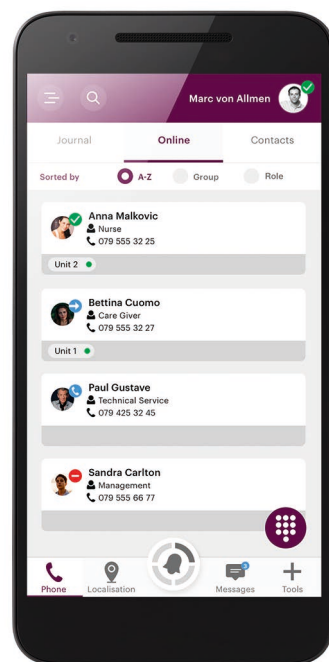 Marc von Allmen
Journal Online Contacts
Sorted by A-Z Group Role
Anna Malkovic
Nurse
079 555 32 25
Unit 2
Bettina Cuomo
Care Giver
079 555 32 27
Unit 1
Paul Gustave
Technical Service
079 425 32 45
Sandra Carlton
Management
079 555 66 77
Phone Localisation Messages Tools